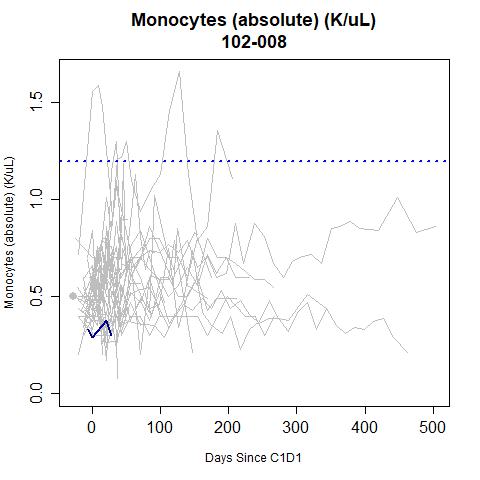 Monocytes (absolute) (K/uL)
102-008
Monocytes (absolute) (K/uL)
0.0 0.5 1.0 1.5
0 100 200 300 400 500
Days Since C1D1